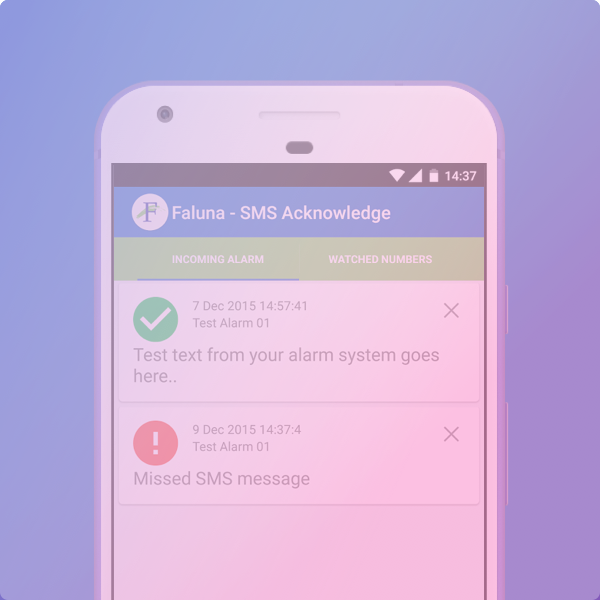 14:37
F
Faluna - SMS Acknowledge
INCOMING ALARM
WATCHED NUMBERS
7 Dec 2015 14:57:41
Test Alarm 01
Test text from your alarm system goes
here..
9 Dec 2015 14:37:4
Test Alarm 01
Missed SMS message